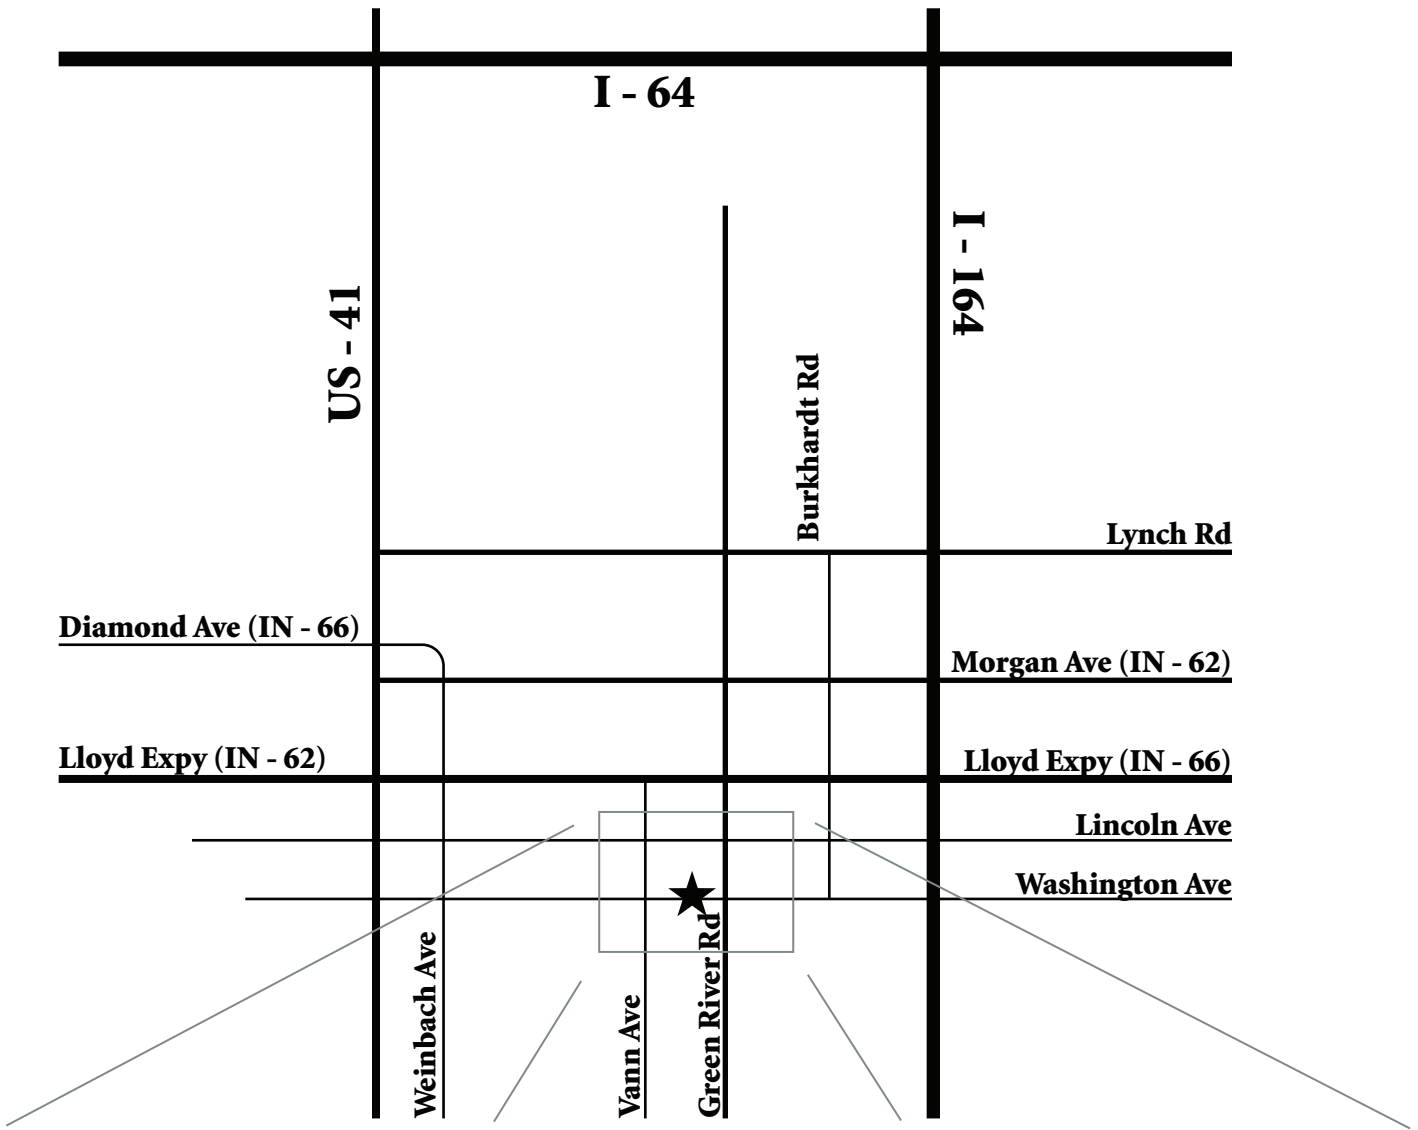 I - 64
I - 164
US - 41
Burkhardt Rd
Lynch Rd
Diamond Ave (IN - 66)
Morgan Ave (IN - 62)
Lloyd Expy (IN - 62)
Lloyd Expy (IN - 66)
Lincoln Ave
Washington Ave
Weinbach Ave
Vann Ave
Green River Rd